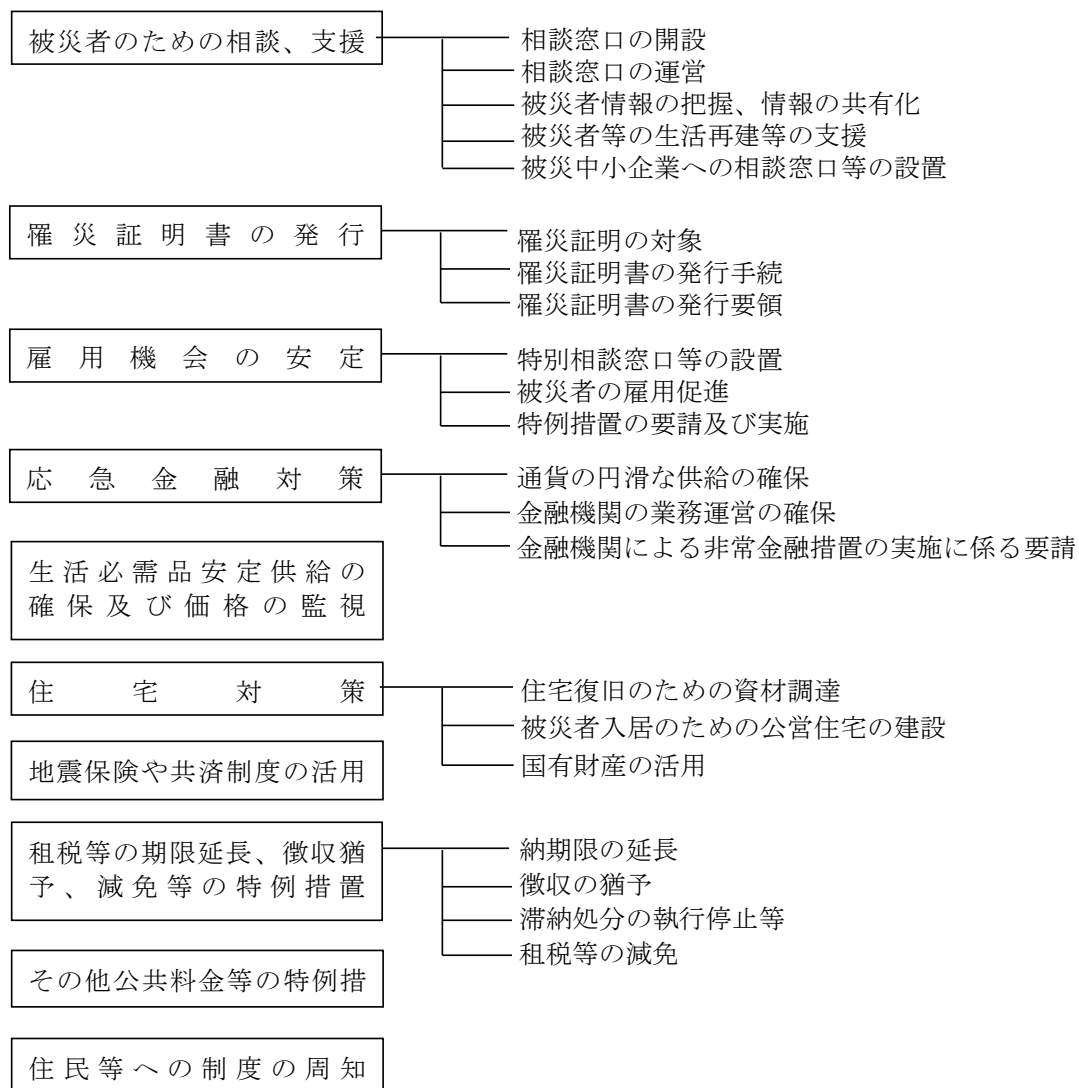 被災者のための相談、支援
相談窓口の開設
相談窓口の運営
被災者情報の把握、情報の共有化
被災者等の生活再建等の支援
被災中小企業への相談窓口等の設置
罹災証明書の発行
罹災証明の対象
罹災証明書の発行手続
罹災証明書の発行要領
雇用機会の安定
特別相談窓口等の設置
被災者の雇用促進
特例措置の要請及び実施
応急金融対策
通貨の円滑な供給の確保
金融機関の業務運営の確保
金融機関による非常金融措置の実施に係る要請
生活必需品安定供給の
確保及び価格の監視
住宅対策
住宅復旧のための資材調達
被災者入居のための公営住宅の建設
国有財産の活用
地震保険や共済制度の活用
租税等の期限延長、徴収猶
予、減免等の特例措置
納期限の延長
徴収の猶予
滞納処分の執行停止等
租税等の減免
その他公共料金等の特例措
住民等への制度の周知